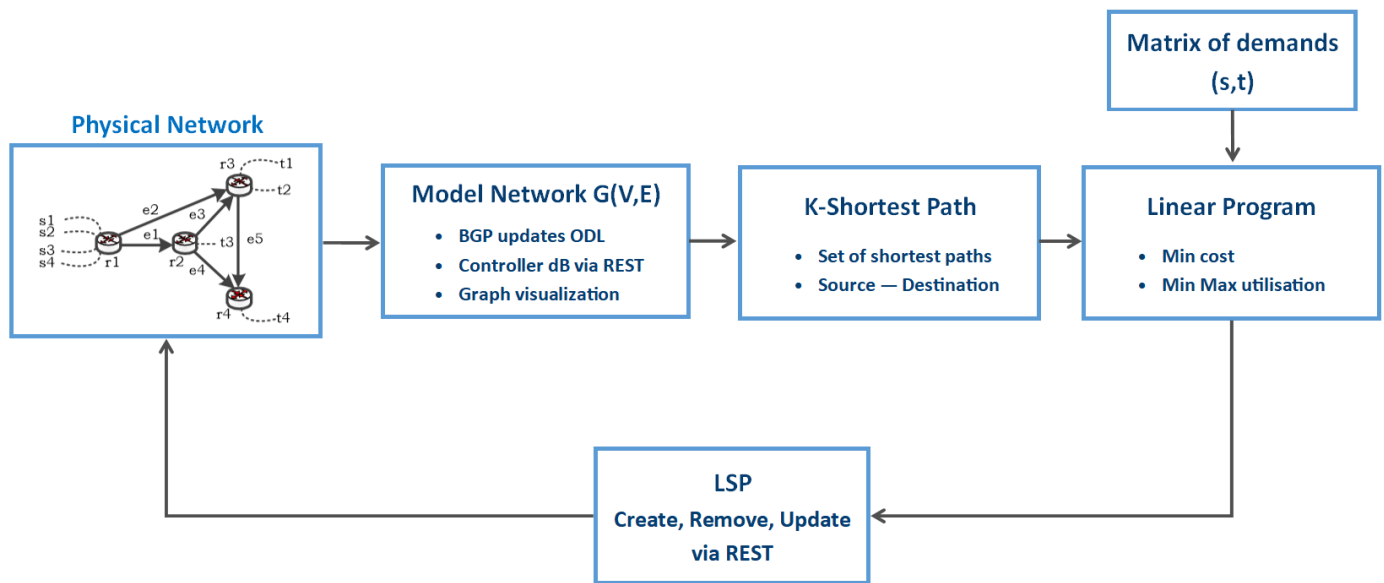 Matrix of demands
(s,t)
Physical Network
r3
t1
t2
e2
e3
s1
s2
s3
s4
e1
t3
e5
r1
r2
e4
r4
t4
Model Network G(V,E)
• BGP updates ODL
• Controller dB via REST
• Graph visualization
K-Shortest Path
• Set of shortest paths
• Source — Destination
Linear Program
• Min cost
• Min Max utilisation
LSP
Create, Remove, Update
via REST